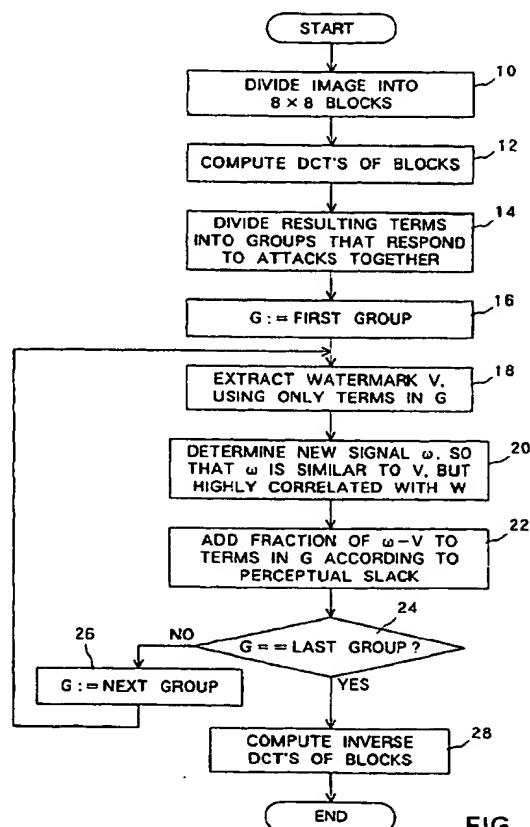 START
10
DIVIDE IMAGE INTO
8 × 8 BLOCKS
12
COMPUTE DCT'S OF BLOCKS
14
DIVIDE RESULTING TERMS
INTO GROUPS THAT RESPOND
TO ATTACKS TOGETHER
16
G := FIRST GROUP
18
EXTRACT WATERMARK V,
USING ONLY TERMS IN G
20
DETERMINE NEW SIGNAL ω, SO
THAT ω IS SIMILAR TO V, BUT
HIGHLY CORRELATED WITH W
22
ADD FRACTION OF ω-V TO
TERMS IN G ACCORDING TO
PERCEPTUAL SLACK
24
G == LAST GROUP ?
NO
26
G := NEXT GROUP
YES
28
COMPUTE INVERSE
DCT'S OF BLOCKS
END
FIG